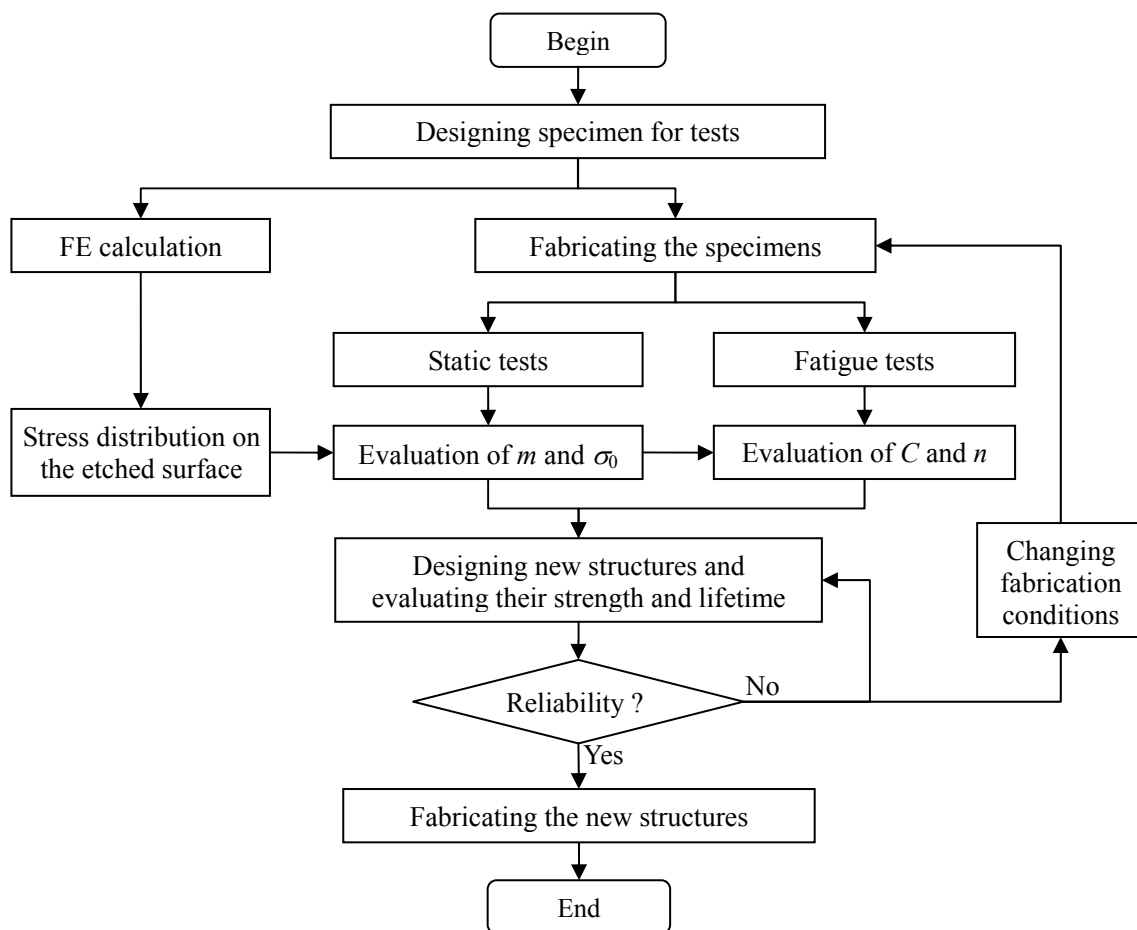 Begin
Designing specimen for tests
FE calculation
Fabricating the specimens
Static tests
Fatigue tests
Stress distribution on
the etched surface
Evaluation of m and σ0
Evaluation of C and n
Designing new structures and
evaluating their strength and lifetime
Changing
fabrication
conditions
Reliability ?
No
Yes
Fabricating the new structures
End